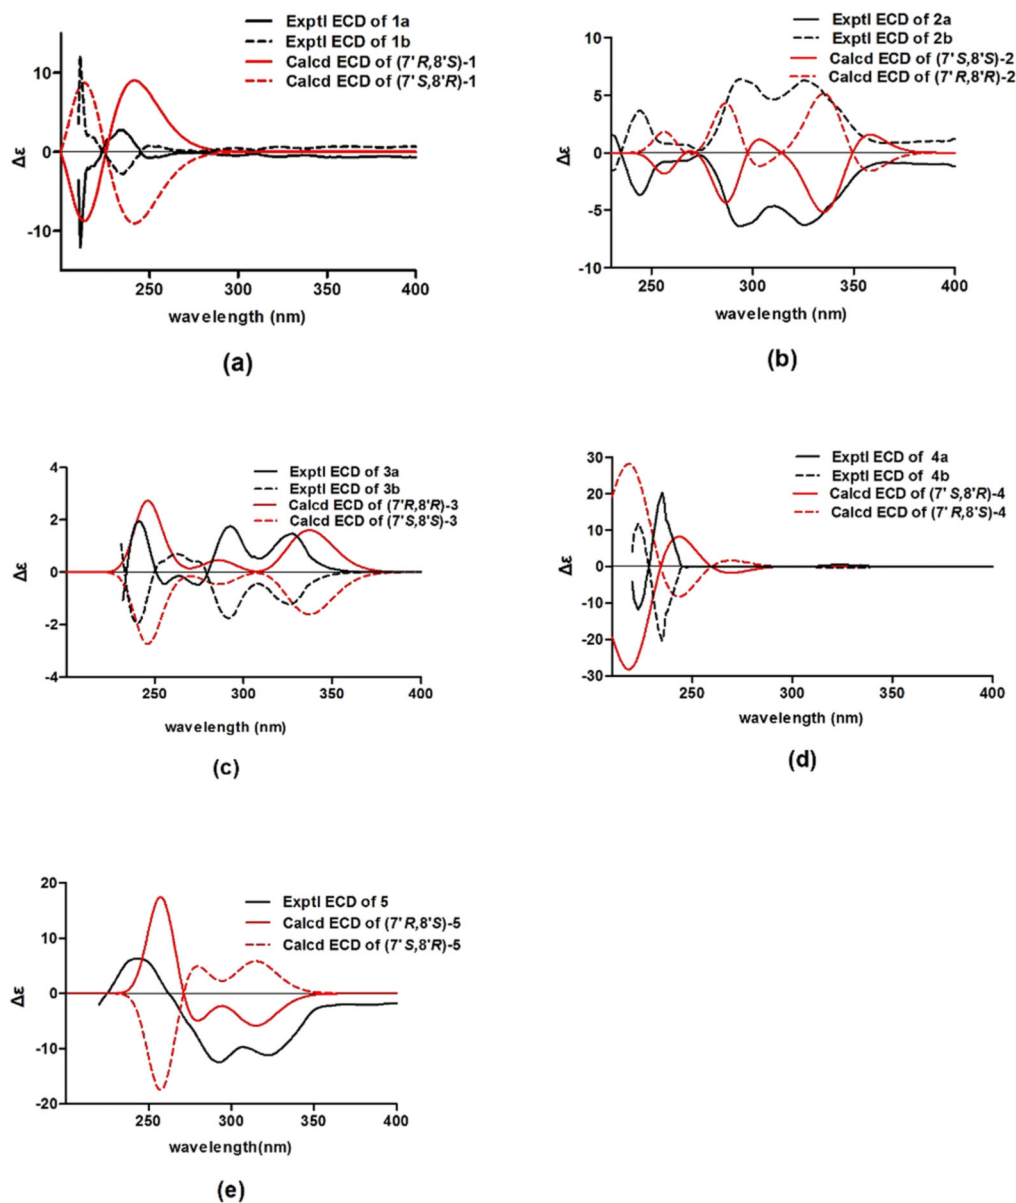 Exptl ECD of 1a
Exptl ECD of 1b
Calcd ECD of (7'R,8'S)-1
Calcd ECD of (7'S,8'R)-1
10
0
-10
Δε
250
300
350
400
wavelength (nm)
(a)
Exptl ECD of 2a
Exptl ECD of 2b
Calcd ECD of (7'S,8'S)-2
Calcd ECD of (7'R,8'R)-2
10
5
0
-5
-10
Δε
250
300
350
400
wavelength (nm)
(b)
Exptl ECD of 3a
Exptl ECD of 3b
Calcd ECD of (7'R,8'R)-3
Calcd ECD of (7'S,8'S)-3
4
2
0
-2
-4
Δε
250
300
350
400
wavelength (nm)
(c)
Exptl ECD of 4a
Exptl ECD of 4b
Calcd ECD of (7'S,8'R)-4
Calcd ECD of (7'R,8'S)-4
30
20
10
0
-10
-20
-30
Δε
250
300
350
400
wavelength (nm)
(d)
Exptl ECD of 5
Calcd ECD of (7'R,8'S)-5
Calcd ECD of (7'S,8'R)-5
20
10
0
-10
-20
Δε
250
300
350
400
wavelength(nm)
(e)